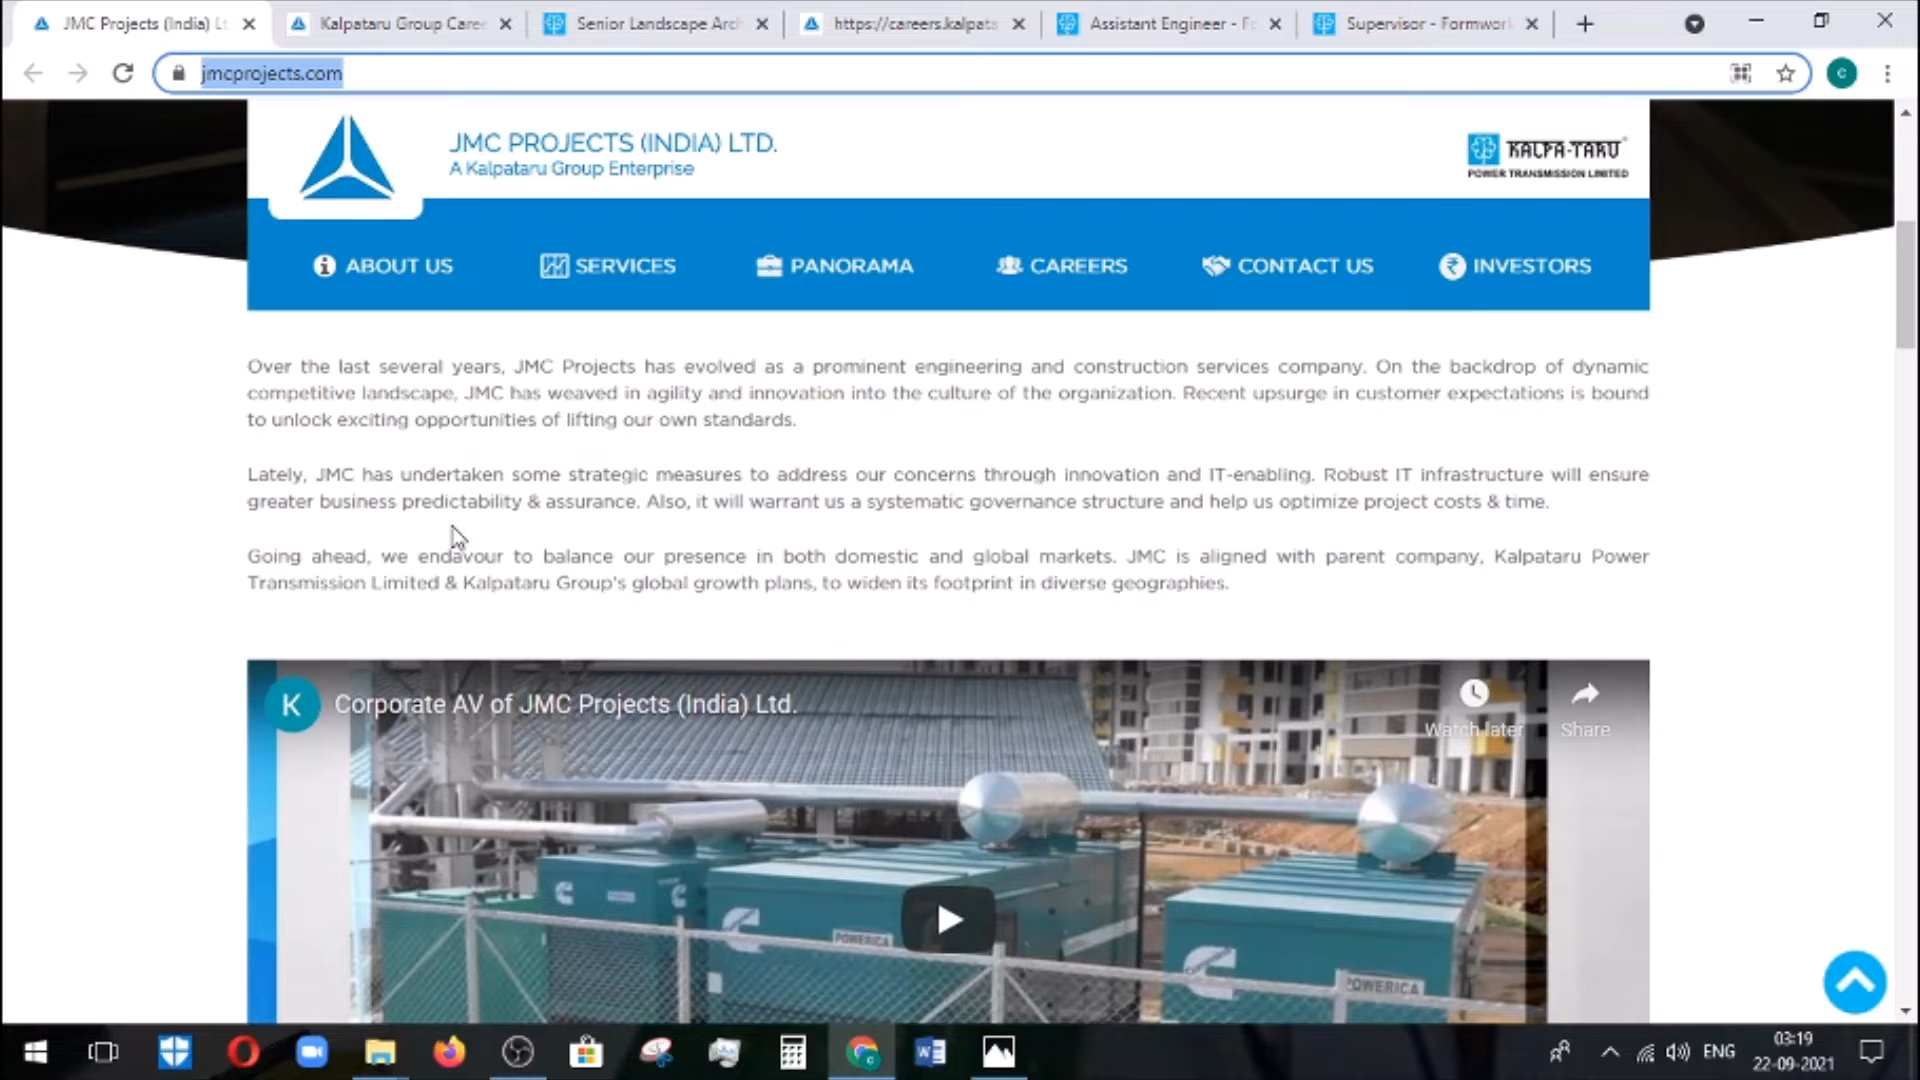 JMC Projects (India) Lt
Kalpataru Group Caree
Senior Landscape Arch
https://careers.kalpata
Assistant Engineer - Fo
Supervisor - Formwork
jmcprojects.com
C
JMC PROJECTS (INDIA) LTD.
A Kalpataru Group Enterprise
KALPA-TARU
POWER TRANSMISSION LIMITED
ABOUT US
SERVICES
PANORAMA
CAREERS
CONTACT US
INVESTORS
Over the last several years, JMC Projects has evolved as a prominent engineering and construction services company. On the backdrop of dynamic
competitive landscape, JMC has weaved in agility and innovation into the culture of the organization. Recent upsurge in customer expectations is bound
to unlock exciting opportunities of lifting our own standards.
Lately, JMC has undertaken some strategic measures to address our concerns through innovation and IT-enabling. Robust IT infrastructure will ensure
greater business predictability & assurance. Also, it will warrant us a systematic governance structure and help us optimize project costs & time.
Going ahead, we endavour to balance our presence in both domestic and global markets. JMC is aligned with parent company, Kalpataru Power
Transmission Limited & Kalpataru Group's global growth plans, to widen its footprint in diverse geographies.
K
Corporate AV of JMC Projects (India) Ltd.
Watch later
Share
POWERICA
POWERICA
ENG
03:19
22-09-2021